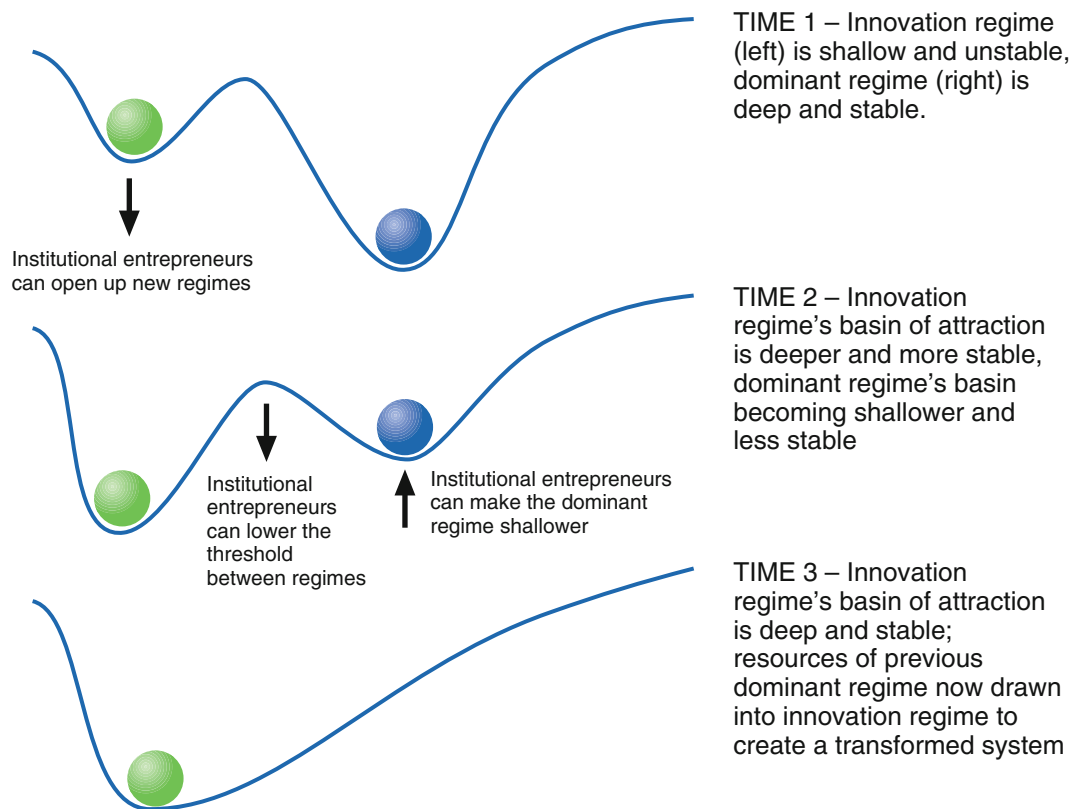 TIME 1 – Innovation regime
(left) is shallow and unstable,
dominant regime (right) is
deep and stable.
Institutional entrepreneurs
can open up new regimes
TIME 2 – Innovation
regime’s basin of attraction
is deeper and more stable,
dominant regime’s basin
becoming shallower and
less stable
Institutional
entrepreneurs
can lower the
threshold
between regimes
Institutional entrepreneurs
can make the dominant
regime shallower
TIME 3 – Innovation
regime’s basin of attraction
is deep and stable;
resources of previous
dominant regime now drawn
into innovation regime to
create a transformed system